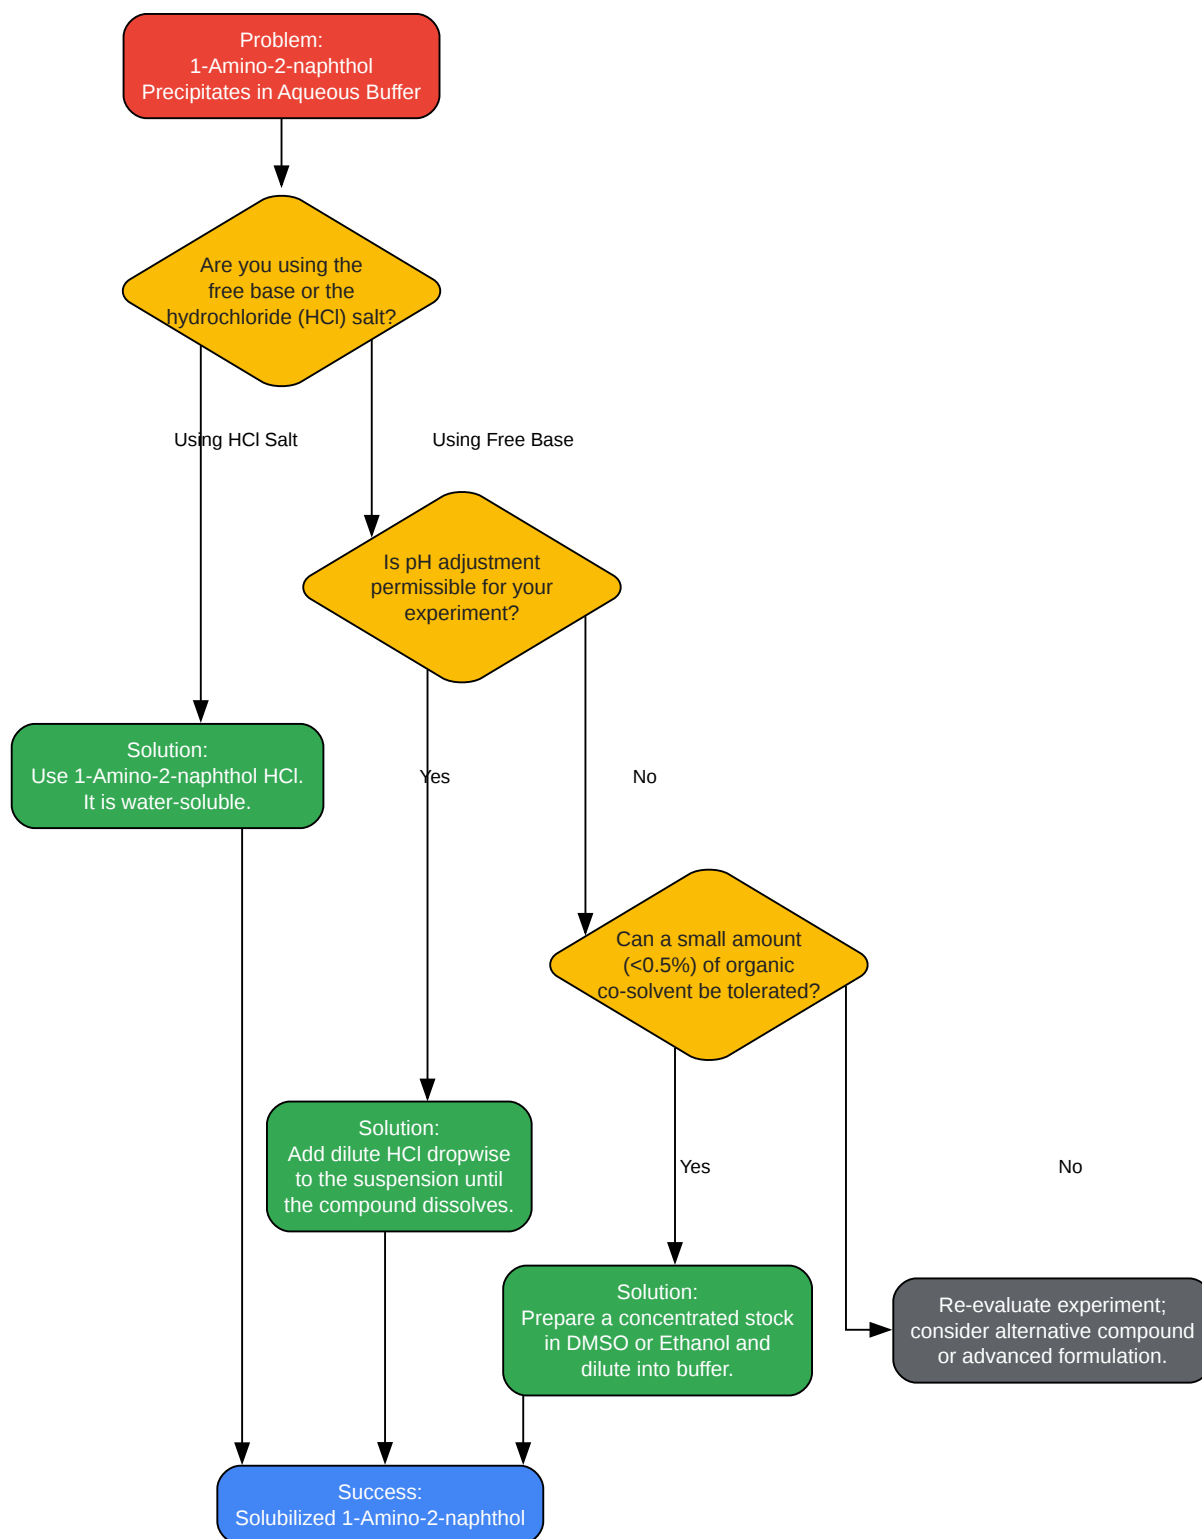 Problem:
1-Amino-2-naphthol
Precipitates in Aqueous Buffer
Are you using the
free base or the
hydrochloride (HCl) salt?
Using HCl Salt
Using Free Base
Is pH adjustment
permissible for your
experiment?
Solution:
Use 1-Amino-2-naphthol HCl.
It is water-soluble.
Yes
No
Can a small amount
(<0.5%) of organic
co-solvent be tolerated?
Solution:
Add dilute HCl dropwise
to the suspension until
the compound dissolves.
Yes
No
Solution:
Prepare a concentrated stock
in DMSO or Ethanol and
dilute into buffer.
Re-evaluate experiment;
consider alternative compound
or advanced formulation.
Success:
Solubilized 1-Amino-2-naphthol